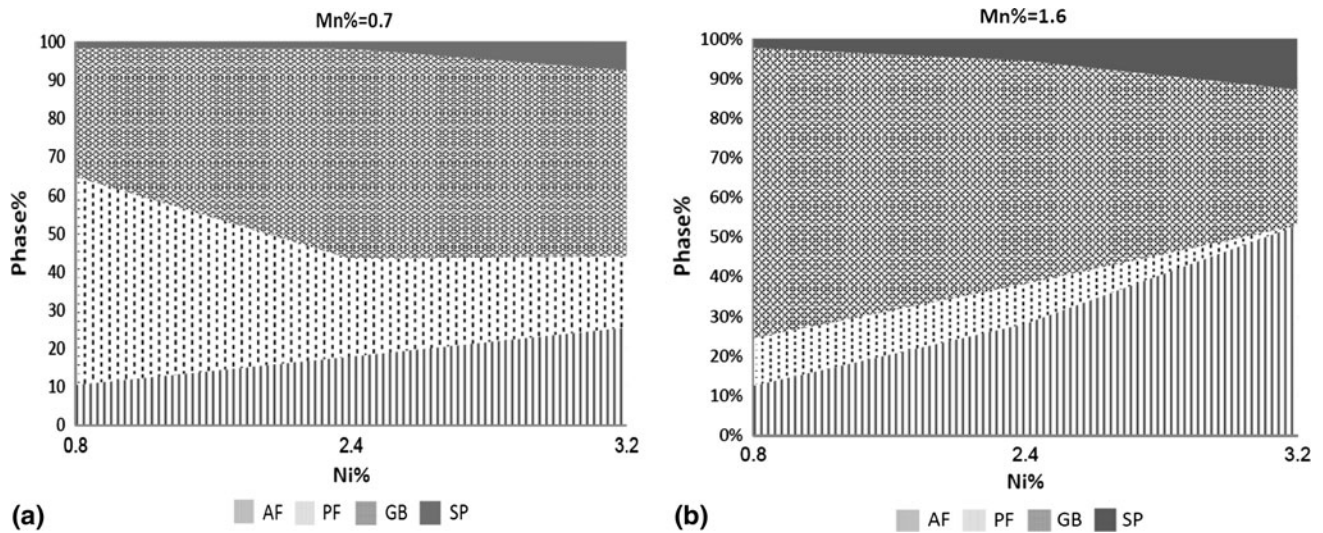 Mn%=0.7
100
90
80
70
60
50
40
30
20
10
0
Phase%
0.8 2.4 3.2
Ni%
(a)
AF PF GB SP
Mn%=1.6
100%
90%
80%
70%
60%
50%
40%
30%
20%
10%
0%
Phase%
0.8 2.4 3.2
Ni%
(b)
AF PF GB SP